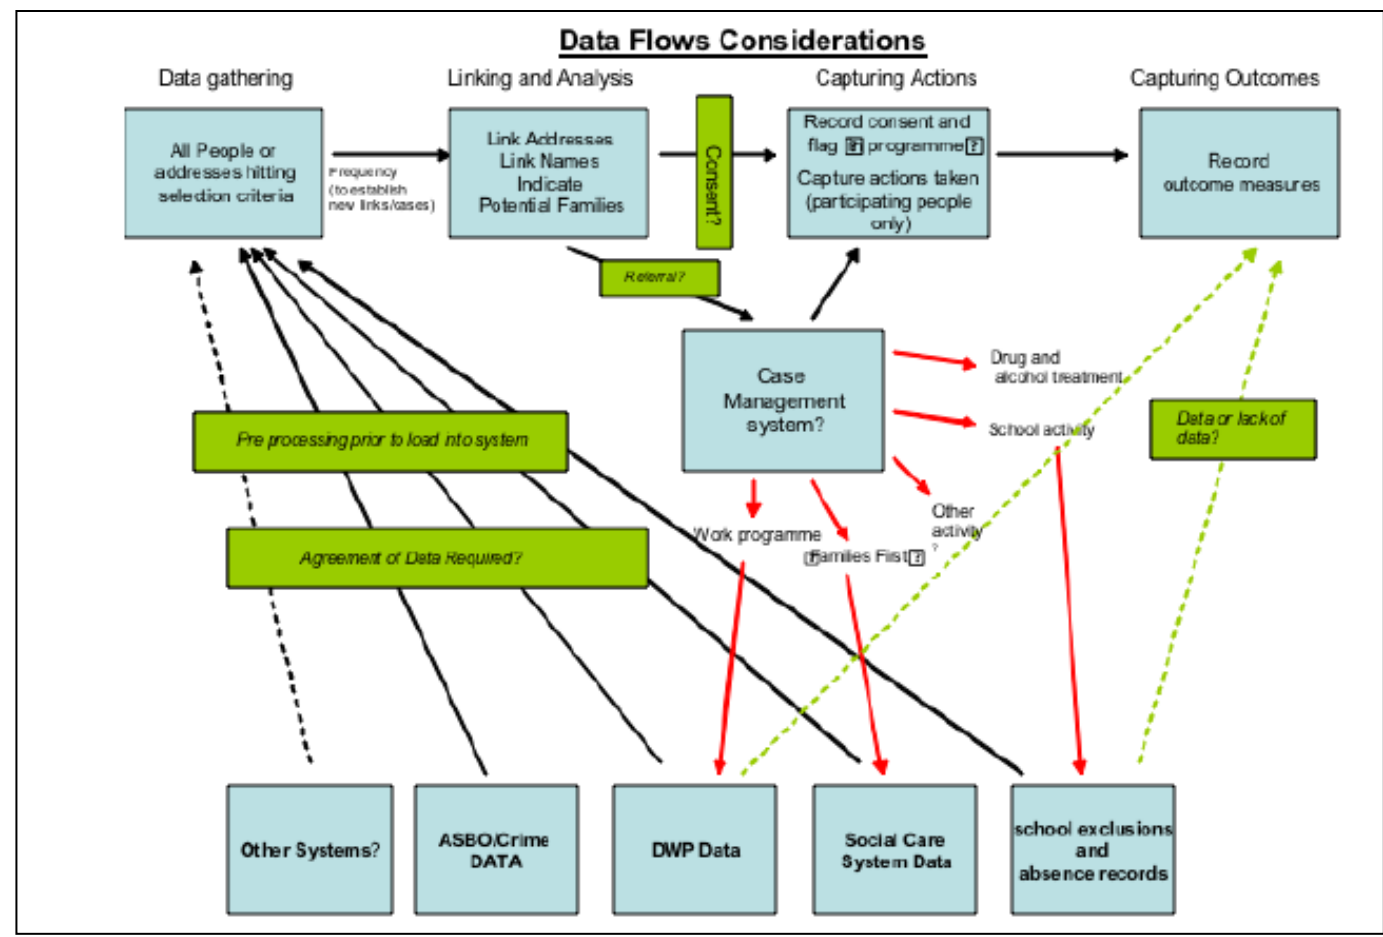 Data Flows Considerations
Data gathering
Linking and Analysis
Capturing Actions
Capturing Outcomes
All People or
addresses hitting
selection criteria
Frequency
(to establish
new links/cases)
Link Addresses
Link Names
Indicate
Potential Families
Consent?
Record consent and
flag in programme
Capture actions taken
(participating people
only)
Record
outcome measures
Referral?
Case
Management
system?
Drug and
alcohol treatment
School activity
Other
activity
?
Work programme
Families First
Data or lack of
data?
Pre processing prior to load into system
Agreement of Data Required?
Other Systems?
ASBO/Crime
DATA
DWP Data
Social Care
System Data
school exclusions
and
absence records